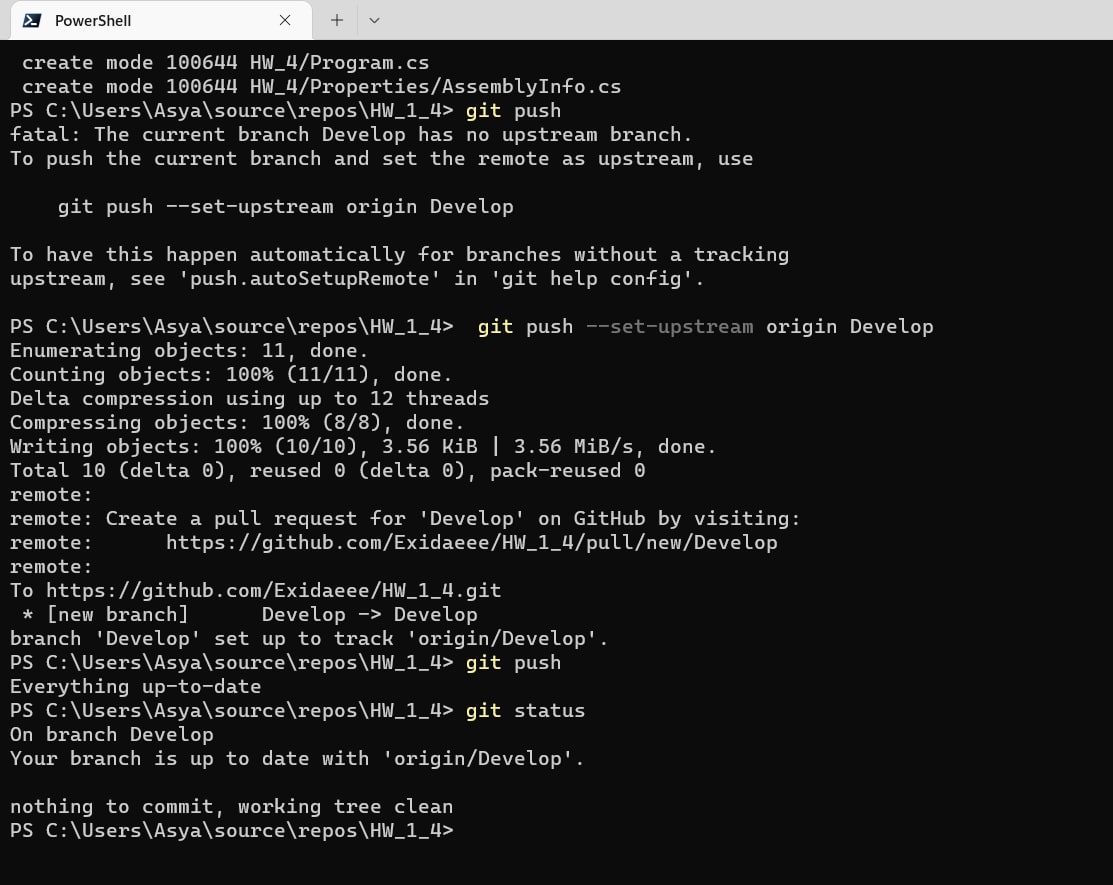 PowerShell
create mode 100644 HW_4/Program.cs
create mode 100644 HW_4/Properties/AssemblyInfo.cs
PS C:\Users\Asya\source\repos\HW_1_4> git push
fatal: The current branch Develop has no upstream branch.
To push the current branch and set the remote as upstream, use
git push --set-upstream origin Develop
To have this happen automatically for branches without a tracking
upstream, see 'push.autoSetupRemote' in 'git help config'.
PS C:\Users\Asya\source\repos\HW_1_4>  git push --set-upstream origin Develop
Enumerating objects: 11, done.
Counting objects: 100% (11/11), done.
Delta compression using up to 12 threads
Compressing objects: 100% (8/8), done.
Writing objects: 100% (10/10), 3.56 KiB | 3.56 MiB/s, done.
Total 10 (delta 0), reused 0 (delta 0), pack-reused 0
remote:
remote: Create a pull request for 'Develop' on GitHub by visiting:
remote:      https://github.com/Exidaeee/HW_1_4/pull/new/Develop
remote:
To https://github.com/Exidaeee/HW_1_4.git
* [new branch]      Develop -> Develop
branch 'Develop' set up to track 'origin/Develop'.
PS C:\Users\Asya\source\repos\HW_1_4> git push
Everything up-to-date
PS C:\Users\Asya\source\repos\HW_1_4> git status
On branch Develop
Your branch is up to date with 'origin/Develop'.
nothing to commit, working tree clean
PS C:\Users\Asya\source\repos\HW_1_4>